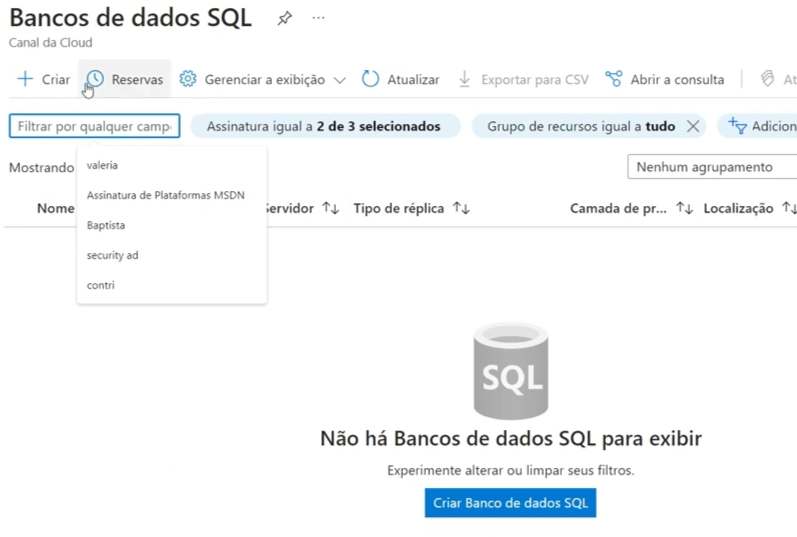 Bancos de dados SQL ...
Canal da Cloud
+ Criar Reservas Gerenciar a exibição Atualizar Exportar para CSV Abrir a consulta
Filtrar por qualquer campo Assinatura igual a 2 de 3 selecionados Grupo de recursos igual a tudo Adicion
Mostrando Nenhum agrupamento
valeria
Assinatura de Plataformas MSDN
Nome Servidor Tipo de réplica Camada de pr... Localização
Baptista
security ad
contri
SQL
Não há Bancos de dados SQL para exibir
Experimente alterar ou limpar seus filtros.
Criar Banco de dados SQL